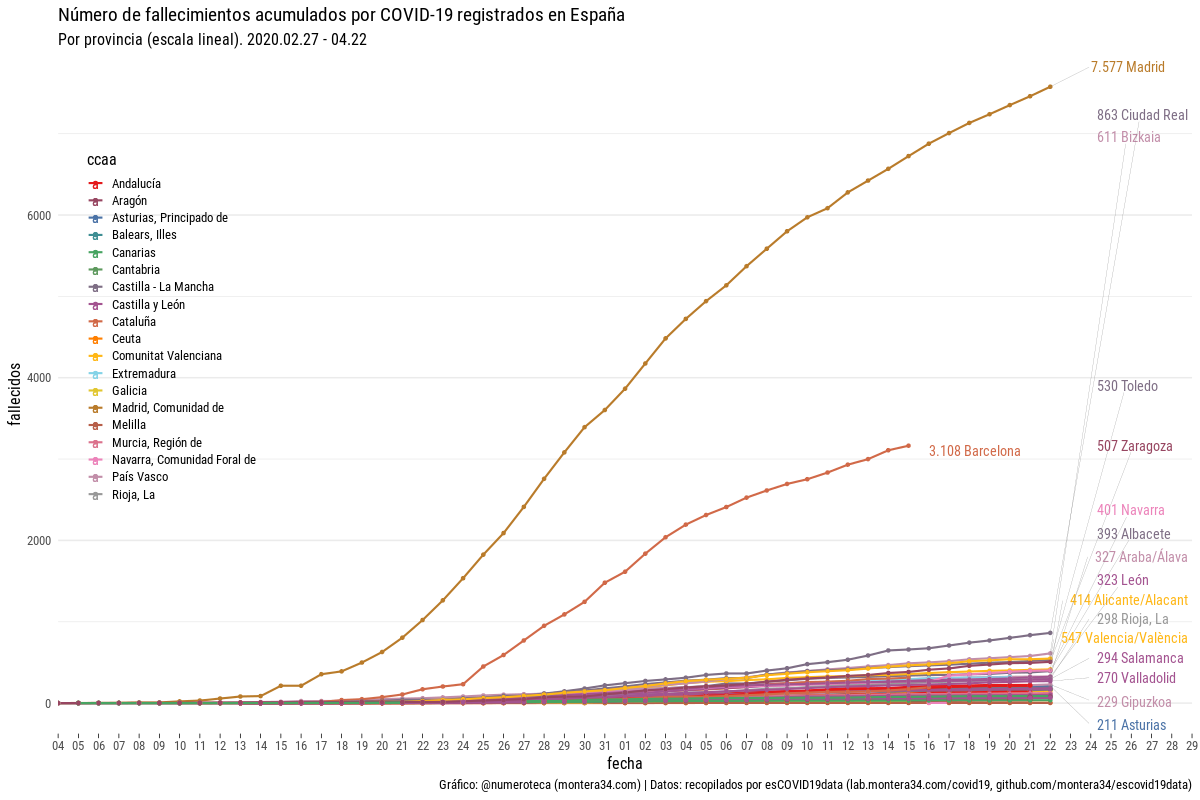 Número de fallecimientos acumulados por COVID-19 registrados en España
Por provincia (escala lineal). 2020.02.27 - 04.22
7.577 Madrid
863 Ciudad Real
611 Bizkaia
ccaa
Andalucía
Aragón
Asturias, Principado de
Balears, Illes
Canarias
Cantabria
Castilla - La Mancha
Castilla y León
Cataluña
Ceuta
Comunitat Valenciana
Extremadura
Galicia
Madrid, Comunidad de
Melilla
Murcia, Región de
Navarra, Comunidad Foral de
País Vasco
Rioja, La
6000
4000
2000
0
fallecidos
530 Toledo
507 Zaragoza
3.108 Barcelona
401 Navarra
393 Albacete
327 Araba/Álava
323 León
414 Alicante/Alacant
298 Rioja, La
547 Valencia/València
294 Salamanca
270 Valladolid
229 Gipuzkoa
211 Asturias
04 05 06 07 08 09 10 11 12 13 14 15 16 17 18 19 20 21 22 23 24 25 26 27 28 29 30 31 01 02 03 04 05 06 07 08 09 10 11 12 13 14 15 16 17 18 19 20 21 22 23 24 25 26 27 28 29
fecha
Gráfico: @numeroteca (montera34.com) | Datos: recopilados por esCOVID19data (lab.montera34.com/covid19, github.com/montera34/escovid19data)